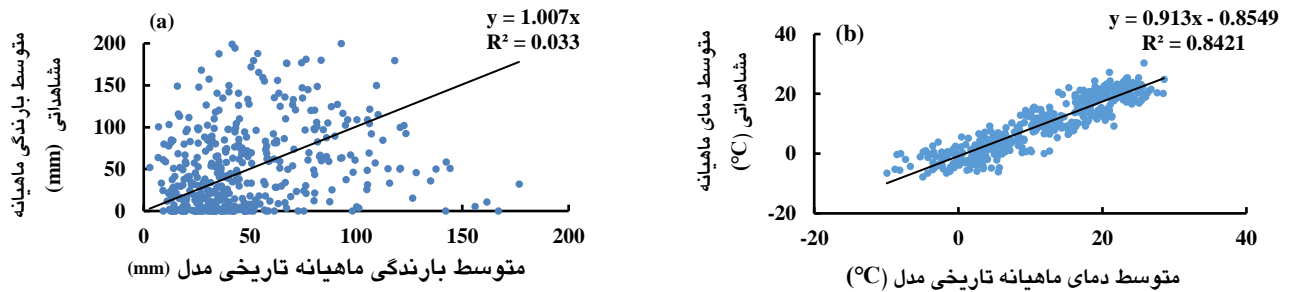 (a)
y = 1.007x
R² = 0.033
متوسط بارندگی ماهیانه
مشاهداتی (mm)
200
150
100
50
0
0 50 100 150 200
متوسط بارندگی ماهیانه تاریخی مدل (mm)
(b)
y = 0.913x - 0.8549
R² = 0.8421
متوسط دمای ماهیانه
مشاهداتی (°C)
40
20
0
-20
-20 0 20 40
متوسط دمای ماهیانه تاریخی مدل (°C)